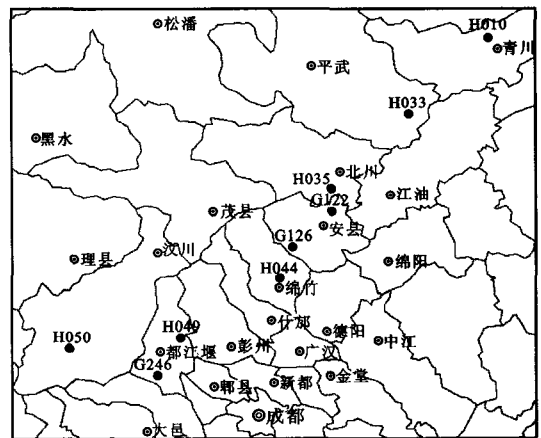 松潘
H010
青川
平武
H033
黑水
北川
H035
江油
G122
茂县
安县
G126
汶川
理县
绵阳
H044
绵竹
什邡
H049
德阳
H050
彭州
中江
都江堰
广汉
G246
郫县
新都
金堂
成都
大邑